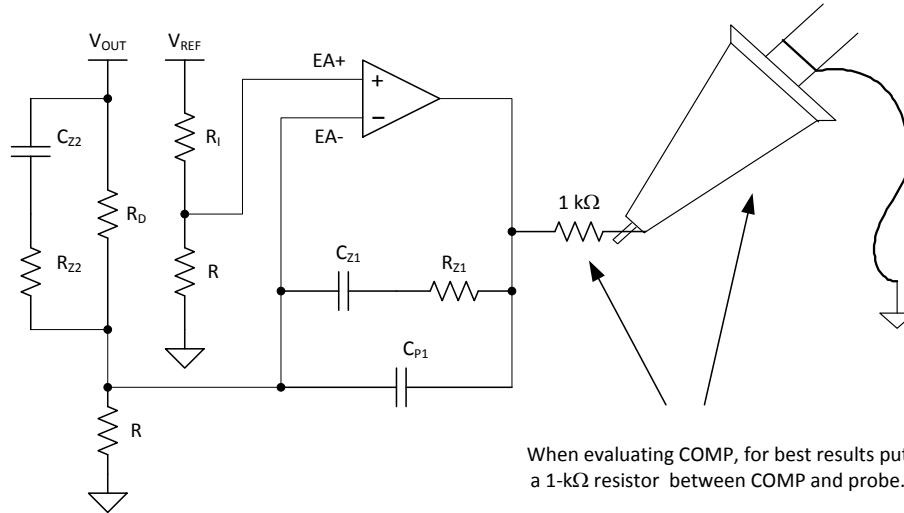 V_OUT
V_REF
EA+
EA-
C_Z2
R_I
R_D
1 kΩ
R_Z2
R
C_Z1
R_Z1
C_P1
R
+
−
When evaluating COMP, for best results put
a 1-kΩ resistor between COMP and probe.